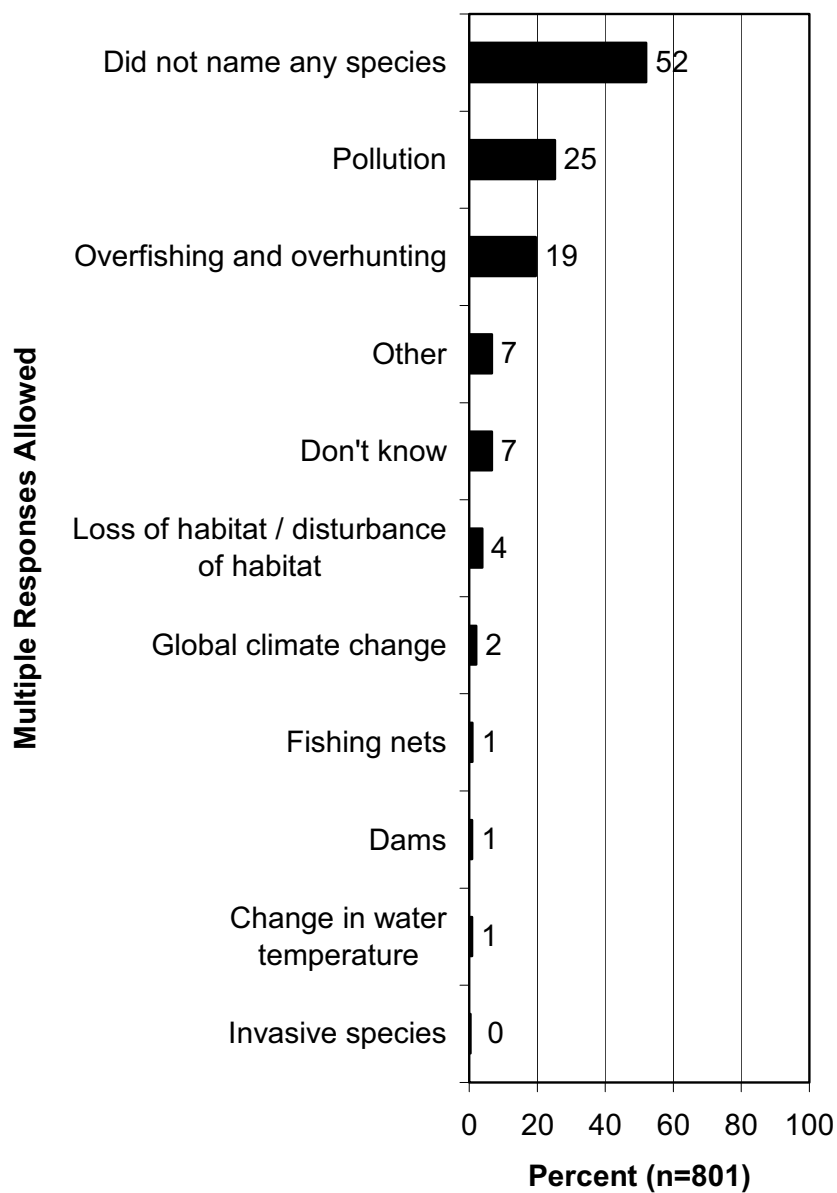 Multiple Responses Allowed
Did not name any species
52
Pollution
25
Overfishing and overhunting
19
Other
7
Don't know
7
Loss of habitat / disturbance
of habitat
4
Global climate change
2
Fishing nets
1
Dams
1
Change in water
temperature
1
Invasive species
0
0 20 40 60 80 100
Percent (n=801)